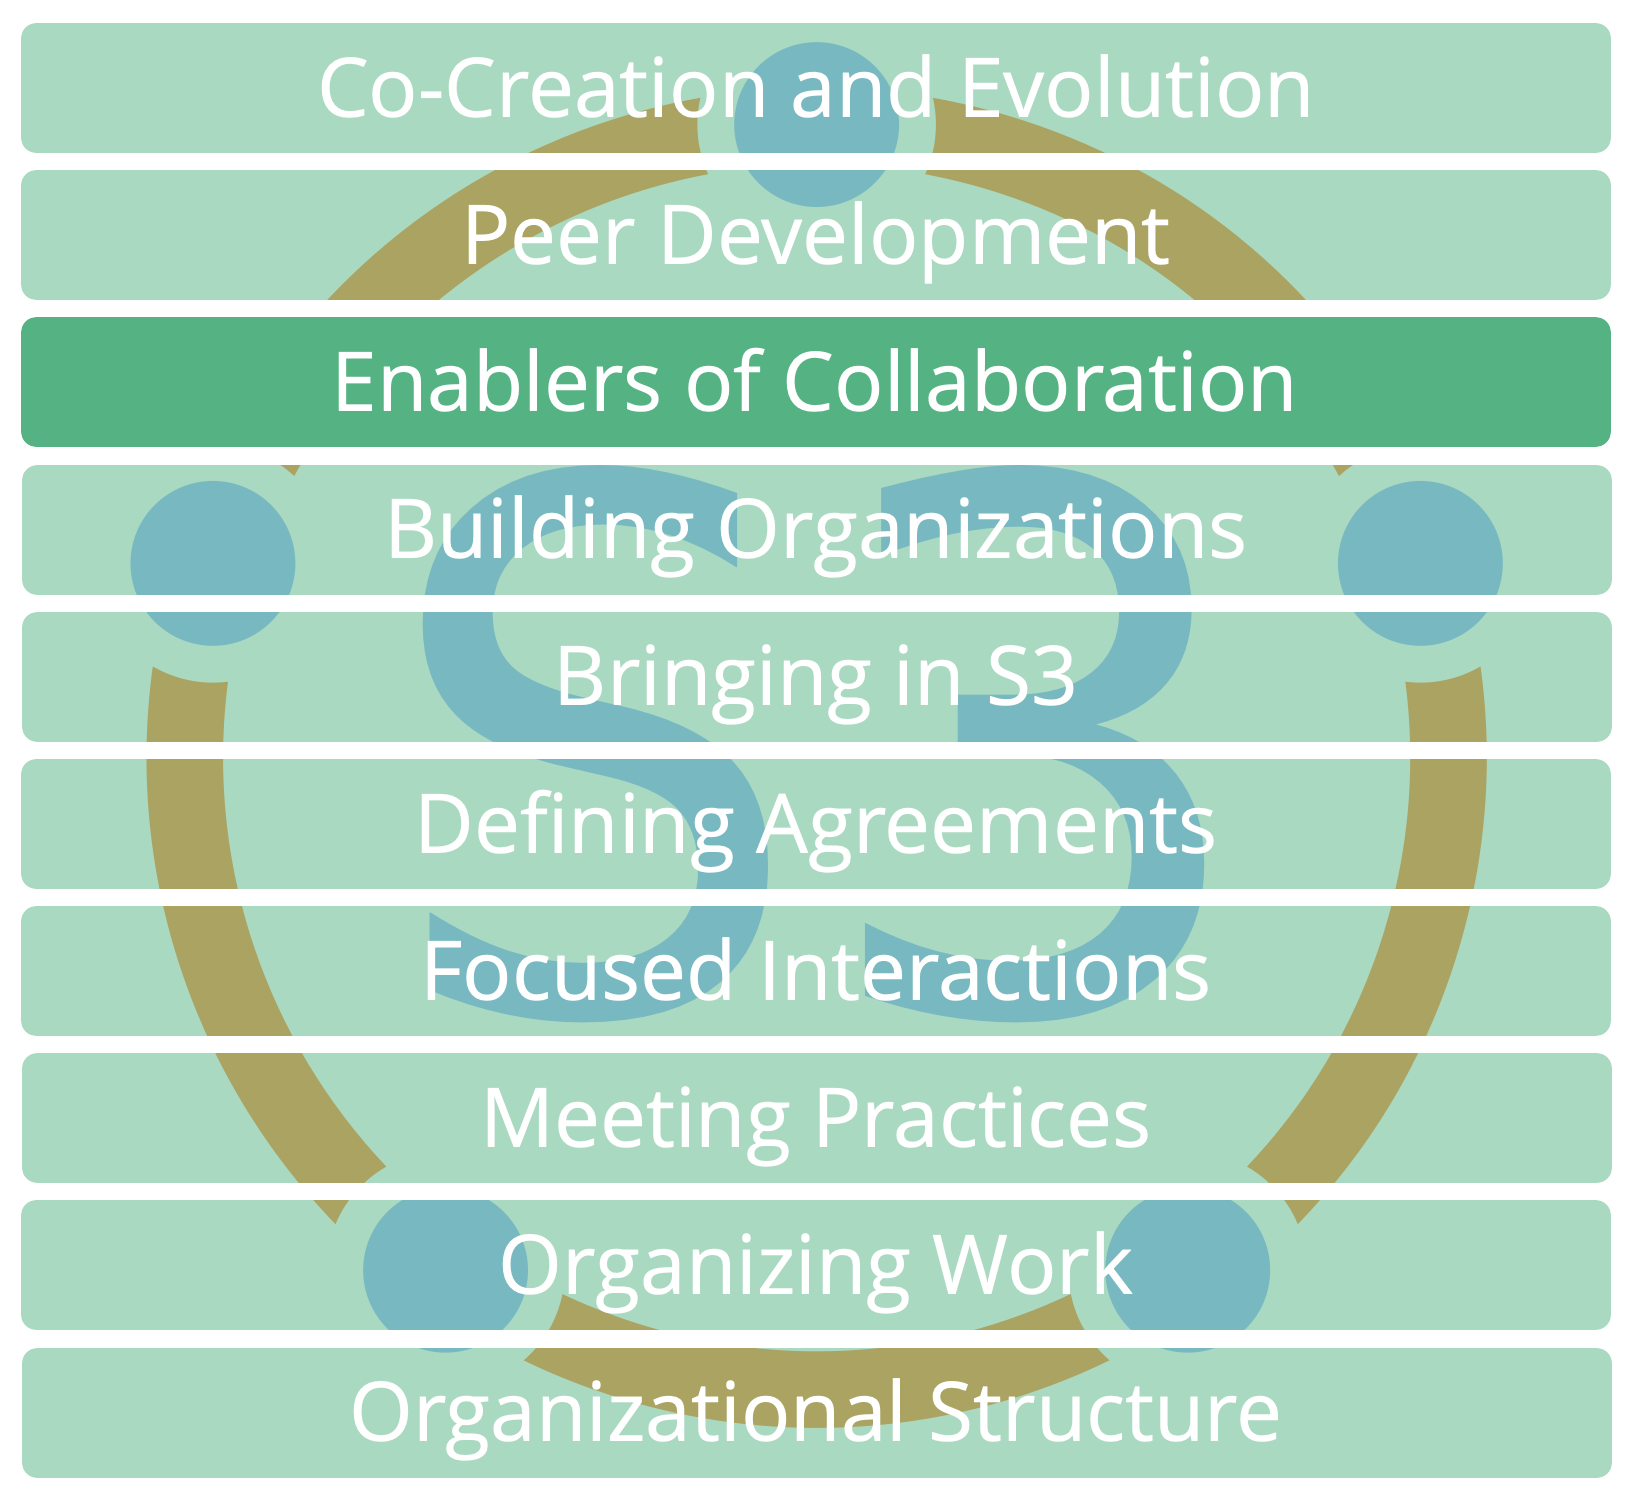 Co-Creation and Evolution
Peer Development
Enablers of Collaboration
Building Organizations
Bringing in S3
Defining Agreements
Focused Interactions
Meeting Practices
Organizing Work
Organizational Structure
S3